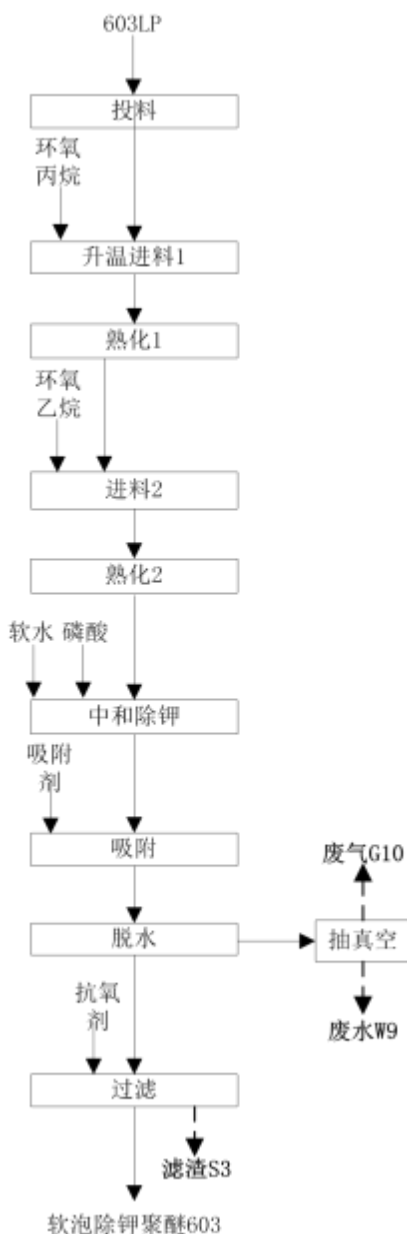 603LP
投料
环氧
丙烷
升温进料1
熟化1
环氧
乙烷
进料2
熟化2
软水 磷酸
中和除钾
吸附
剂
吸附
废气G10
脱水
抽真空
抗氧
剂
废水W9
过滤
滤渣S3
软泡除钾聚醚603